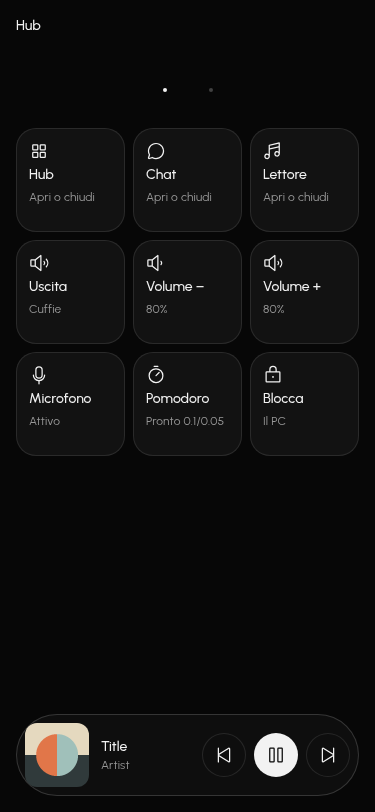 Hub
Hub
Apri o chiudi
Chat
Apri o chiudi
Lettore
Apri o chiudi
Uscita
Cuffie
Volume –
80%
Volume +
80%
Microfono
Attivo
Pomodoro
Pronto 0.1/0.05
Blocca
Il PC
Title
Artist